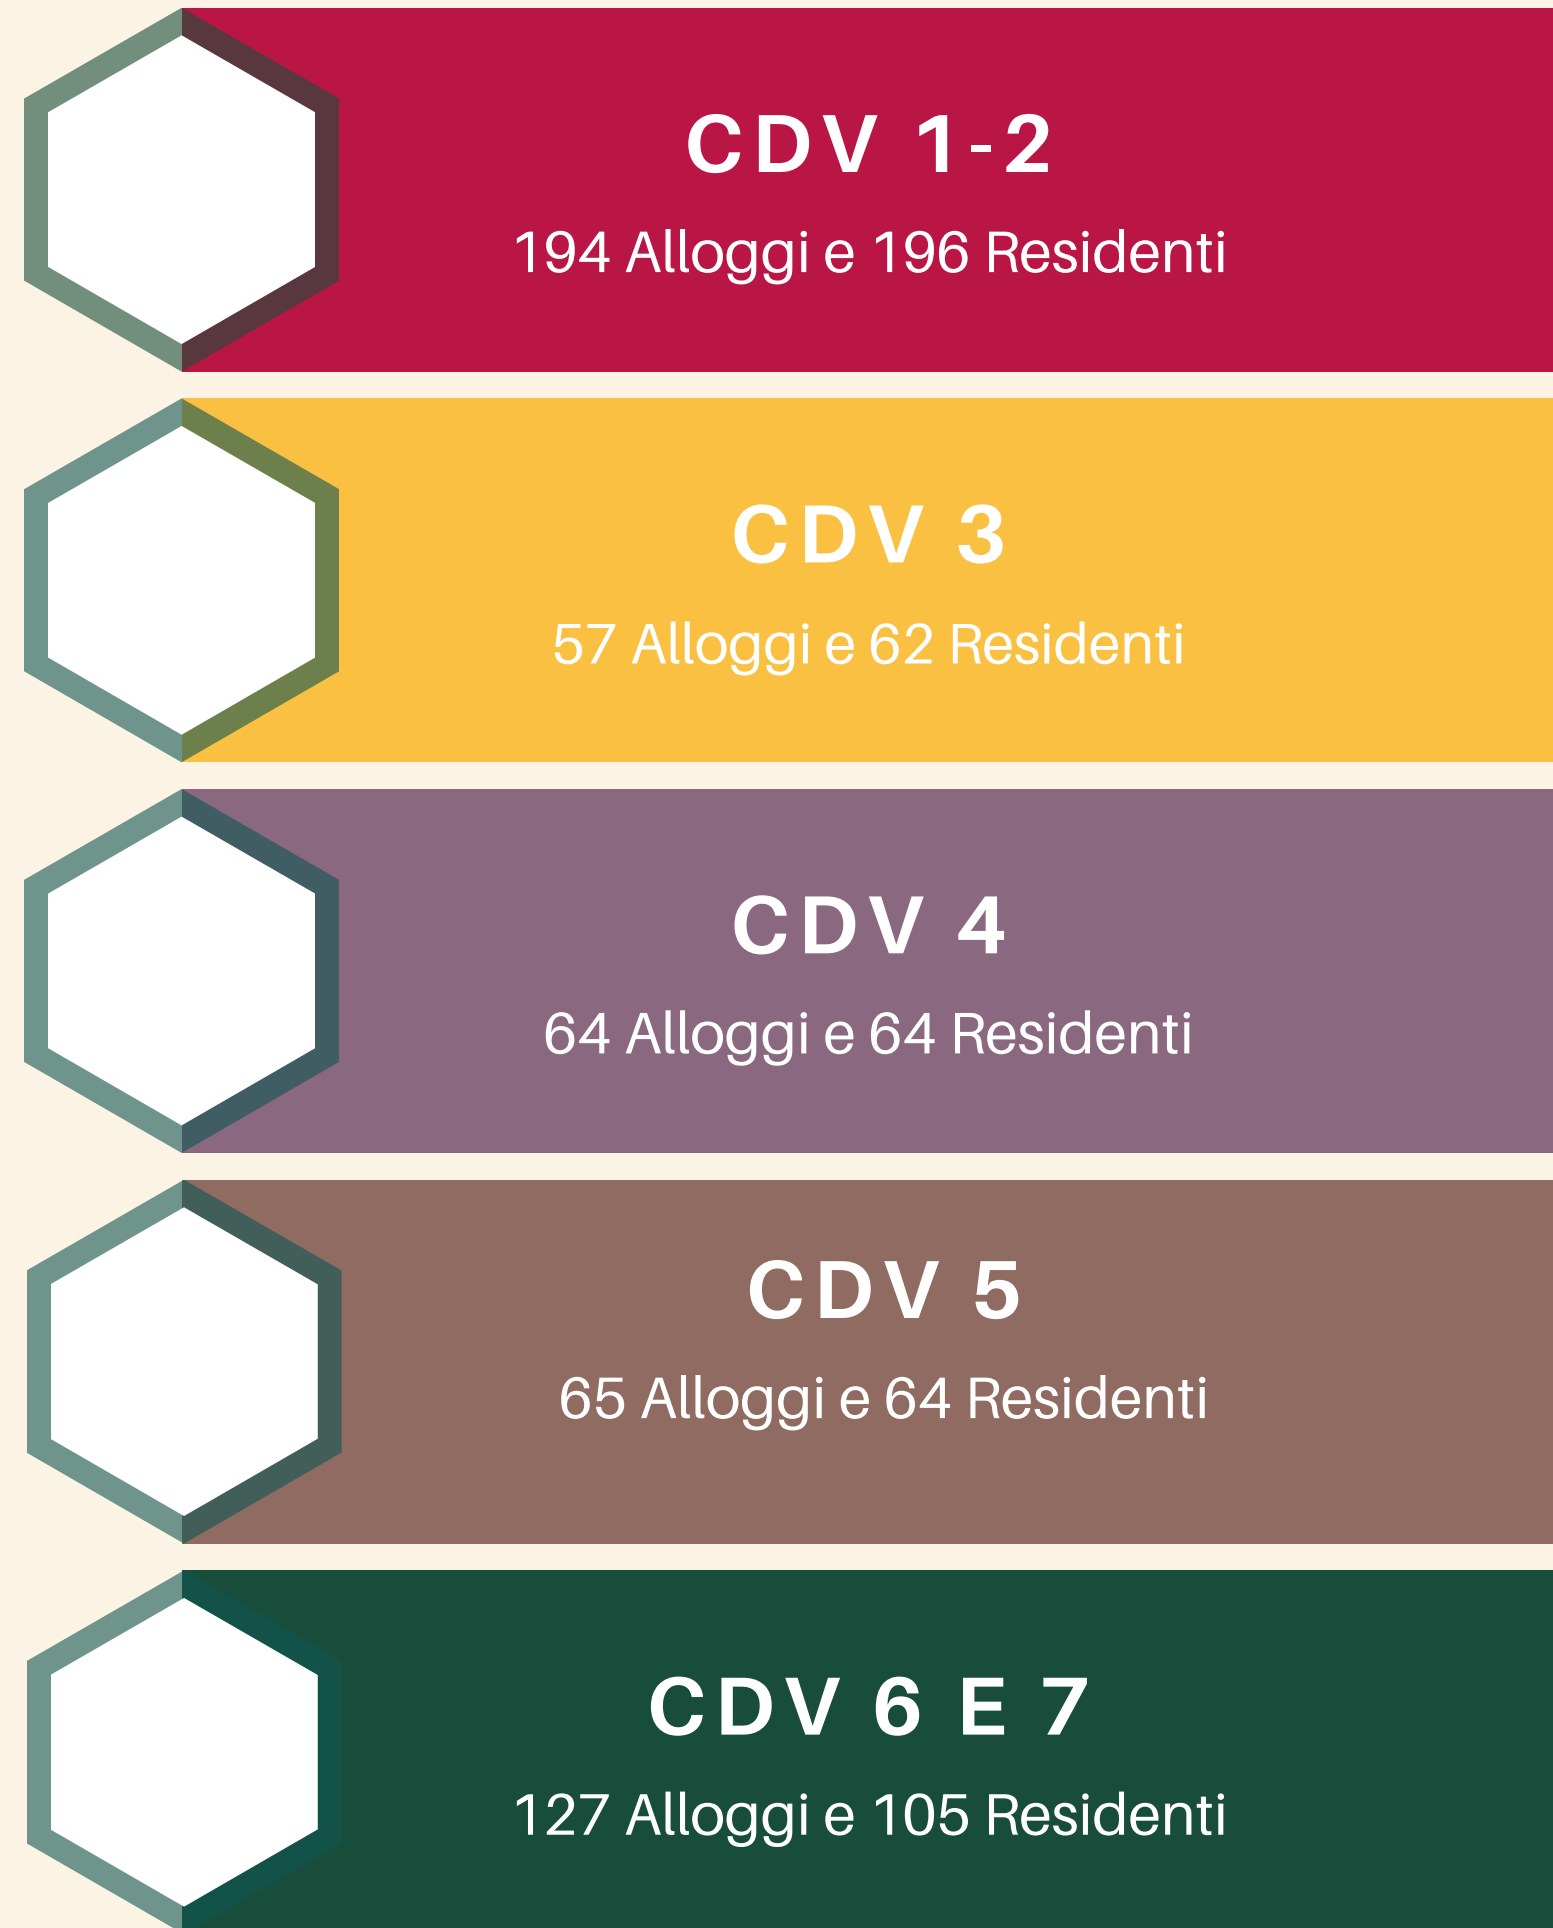 CDV 1-2
194 Alloggi e 196 Residenti
CDV 3
57 Alloggi e 62 Residenti
CDV 4
64 Alloggi e 64 Residenti
CDV 5
65 Alloggi e 64 Residenti
CDV 6 E 7
127 Alloggi e 105 Residenti